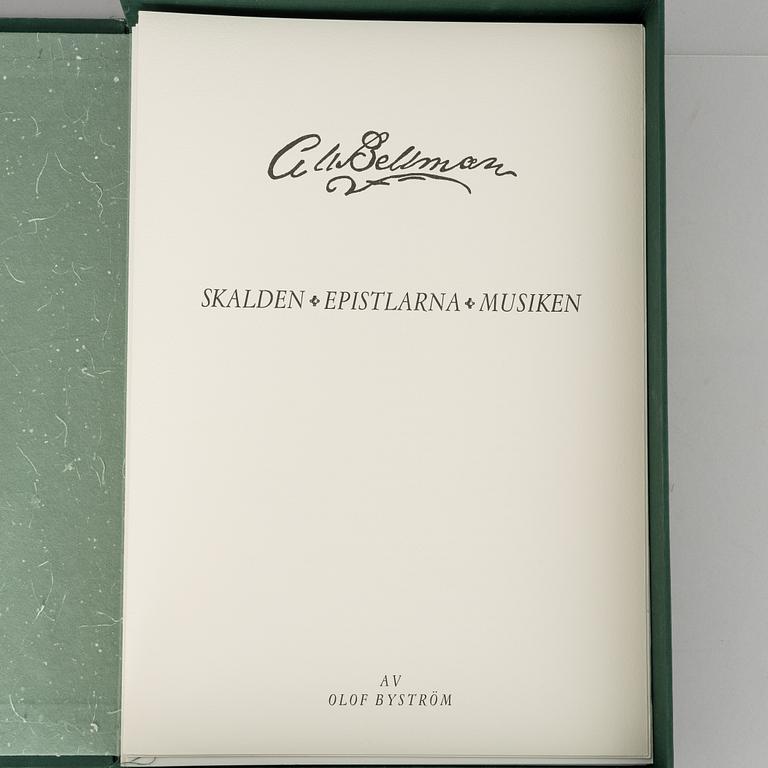 C M Bellman
SKALDEN ✤ EPISTLARNA ✤ MUSIKEN
AV
OLOF BYSTRÖM